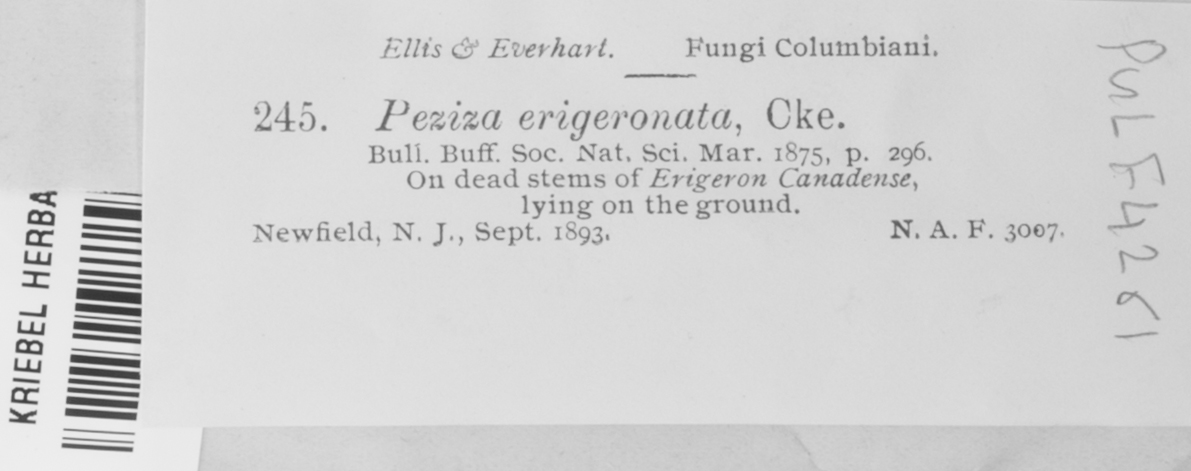 Ellis & Everhart. Fungi Columbiani.
245. Peziza erigeronata, Cke.
Bull. Buff. Soc. Nat. Sci. Mar. 1875, p. 296.
On dead stems of Erigeron Canadense,
lying on the ground.
Newfield, N. J., Sept. 1893. N. A. F. 3007.
PUL F4261
KRIEBEL HERBA